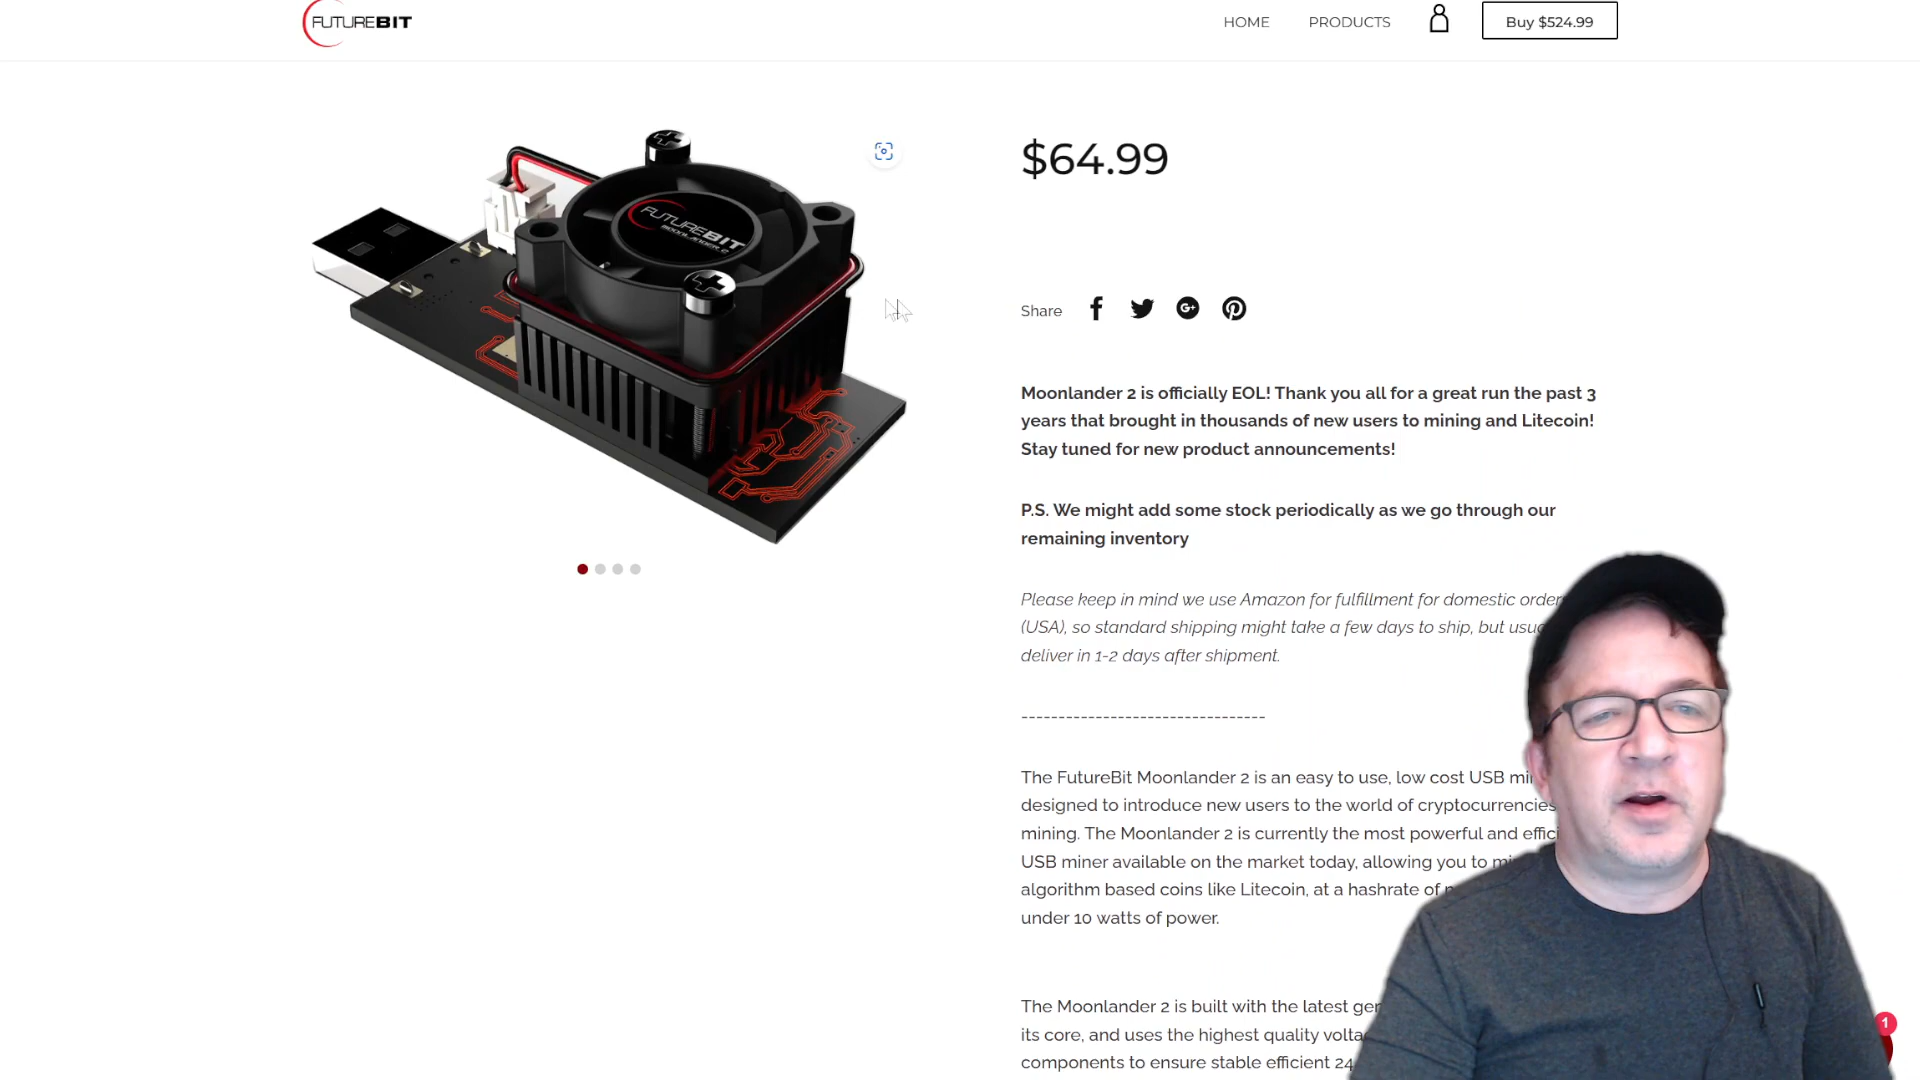 FUTUREBIT
HOME
PRODUCTS
Buy $524.99
FUTUREBIT
MOONLANDER 2
$64.99
Share
Moonlander 2 is officially EOL! Thank you all for a great run the past 3
years that brought in thousands of new users to mining and Litecoin!
Stay tuned for new product announcements!
P.S. We might add some stock periodically as we go through our
remaining inventory
Please keep in mind we use Amazon for fulfillment for domestic order
(USA), so standard shipping might take a few days to ship, but
deliver in 1-2 days after shipment.
--------------------------------
The FutureBit Moonlander 2 is an easy to use, low cost USB
designed to introduce new users to the world of cryptocurrencies
mining. The Moonlander 2 is currently the most powerful and
USB miner available on the market today, allowing you to
algorithm based coins like Litecoin, at a hashrate of
under 10 watts of power.
The Moonlander 2 is built with the latest
its core, and uses the highest quality
components to ensure stable efficient 24
1